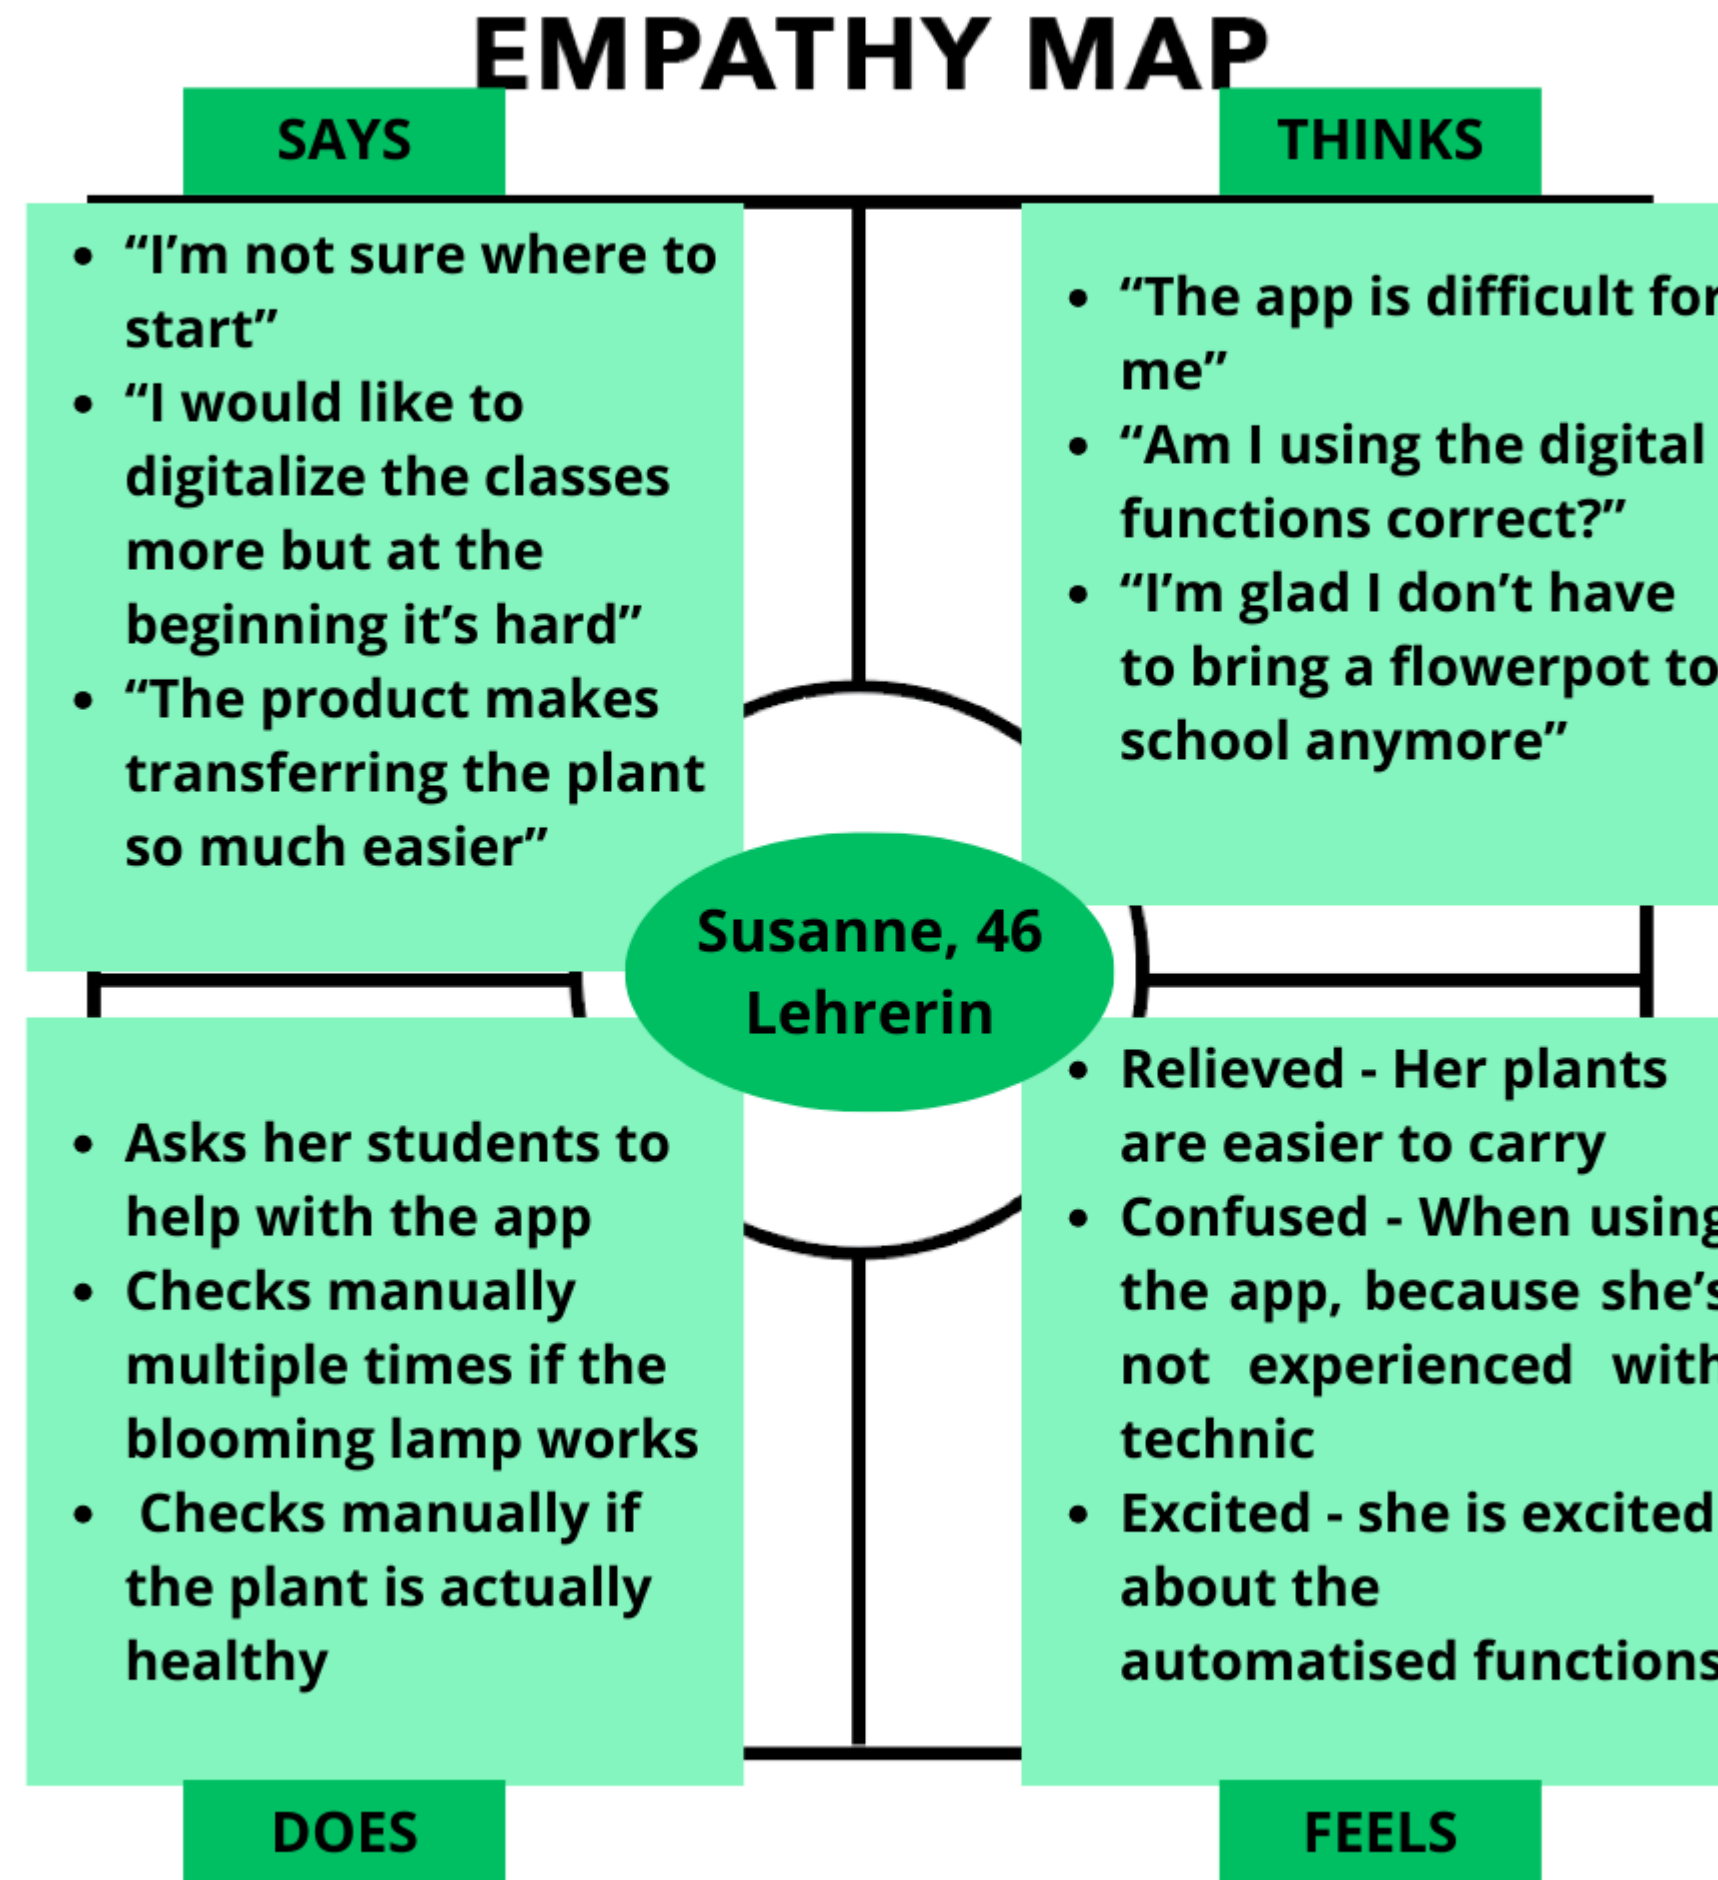 EMPATHY MAP
SAYS
• “I’m not sure where to
start”
• “I would like to
digitalize the classes
more but at the
beginning it’s hard”
• “The product makes
transferring the plant
so much easier”
THINKS
• “The app is difficult for
me”
• “Am I using the digital
functions correct?”
• “I’m glad I don’t have
to bring a flowerpot to
school anymore”
Susanne, 46
Lehrerin
• Asks her students to
help with the app
• Checks manually
multiple times if the
blooming lamp works
• Checks manually if
the plant is actually
healthy
DOES
• Relieved - Her plants
are easier to carry
• Confused - When using
the app, because she’s
not experienced with
technic
• Excited - she is excited
about the
automatised functions
FEELS